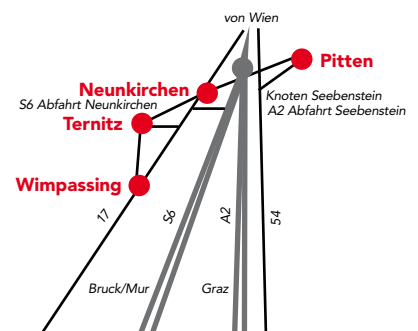 von Wien
Pitten
Neunkirchen
Knoten Seebenstein
S6 Abfahrt Neunkirchen
A2 Abfahrt Seebenstein
Ternitz
Wimpassing
17
S6
A2
54
Bruck/Mur
Graz